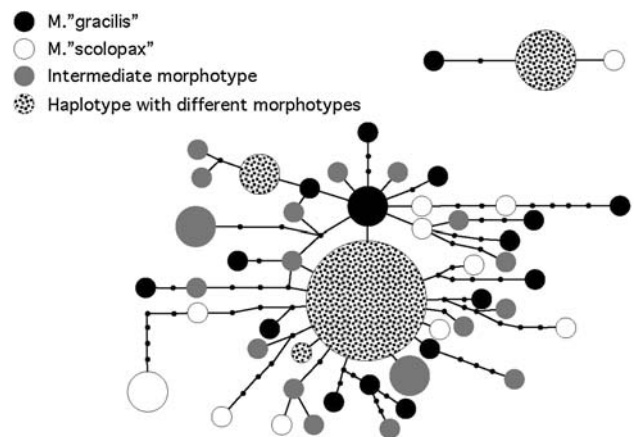 M."gracilis"
M."scolopax"
Intermediate morphotype
Haplotype with different morphotypes